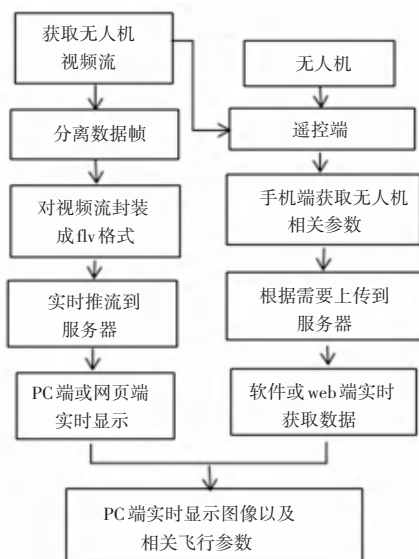 获取无人机
视频流
分离数据帧
对视频流封装
成flv格式
实时推流到
服务器
PC端或网页端
实时显示
无人机
遥控端
手机端获取无人机
相关参数
根据需要上传到
服务器
软件或web端实时
获取数据
PC端实时显示图像以及
相关飞行参数